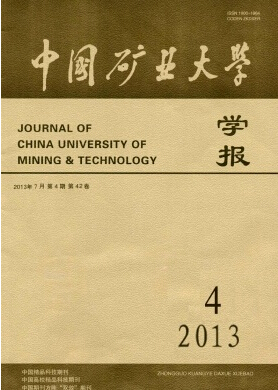 ISSN 1000-1964
CODEN ZKDXER
中国矿业大学
学报
JOURNAL OF
CHINA UNIVERSITY OF
MINING & TECHNOLOGY
2013年7月 第4期 第42卷
4
2013
中国精品科技期刊
中国高校精品科技期刊
ZHONGGUO KUANGYE DAXUE XUEBAO